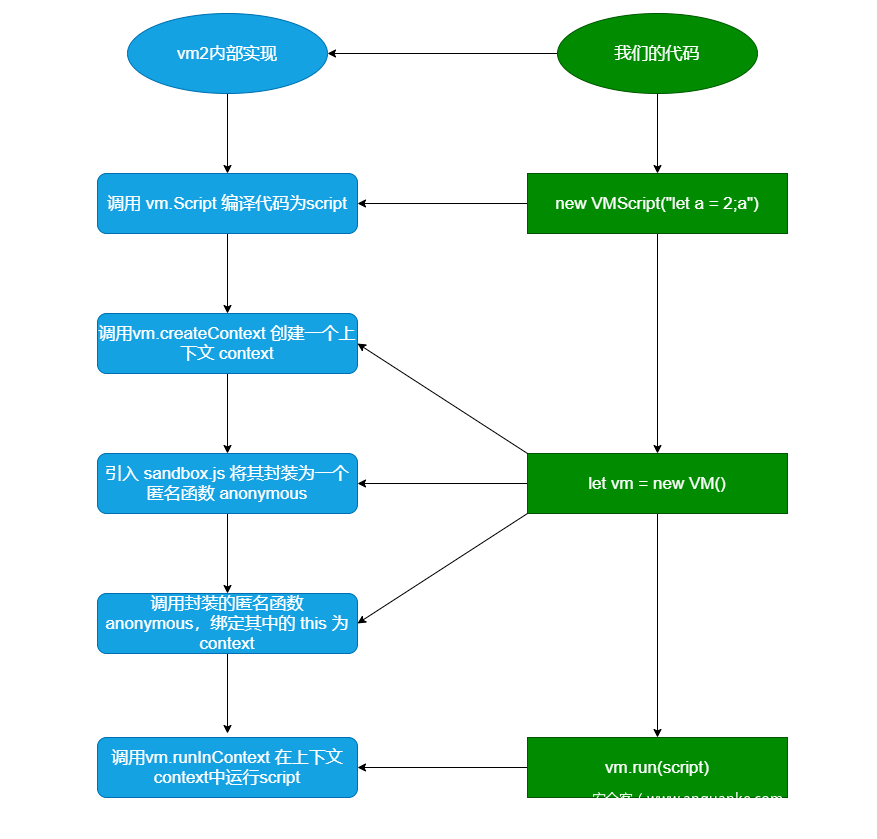 vm2内部实现
我们的代码
调用 vm.Script 编译代码为script
new VMScript("let a = 2;a")
调用vm.createContext 创建一个上
下文 context
引入 sandbox.js 将其封装为一个
匿名函数 anonymous
let vm = new VM()
调用封装的匿名函数
anonymous，绑定其中的 this 为
context
调用vm.runInContext 在上下文
context中运行script
vm.run(script)
安全客 ( www.anquanke.com